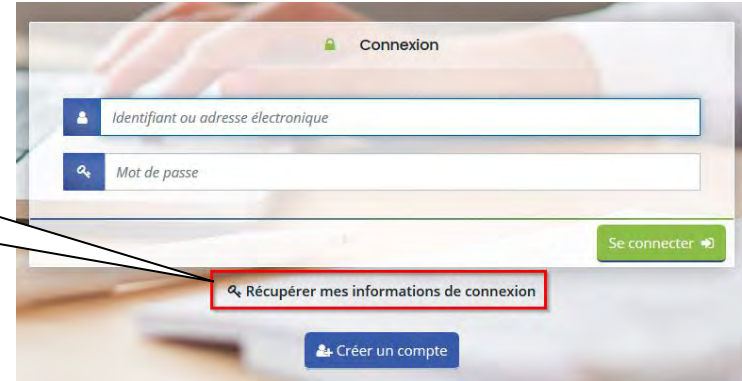 Connexion
Identifiant ou adresse électronique
Mot de passe
Se connecter
Récupérer mes informations de connexion
Créer un compte